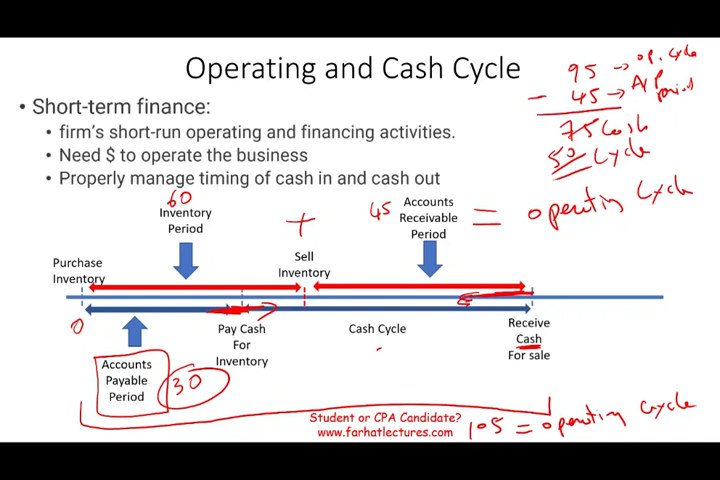 Operating and Cash Cycle
95 → op. cycle
- 45 → A/P period
75 Cash
50 Cycle
• Short-term finance:
• firm's short-run operating and financing activities.
• Need $ to operate the business
• Properly manage timing of cash in and cash out
60
Inventory
Period
+
45
Accounts
Receivable
Period
= operating Cycle
Purchase
Inventory
Sell
Inventory
0
Pay Cash
For
Inventory
Cash Cycle
Receive
Cash
For sale
Accounts
Payable
Period
30
Student or CPA Candidate?
www.farhatlectures.com
105 = operating Cycle